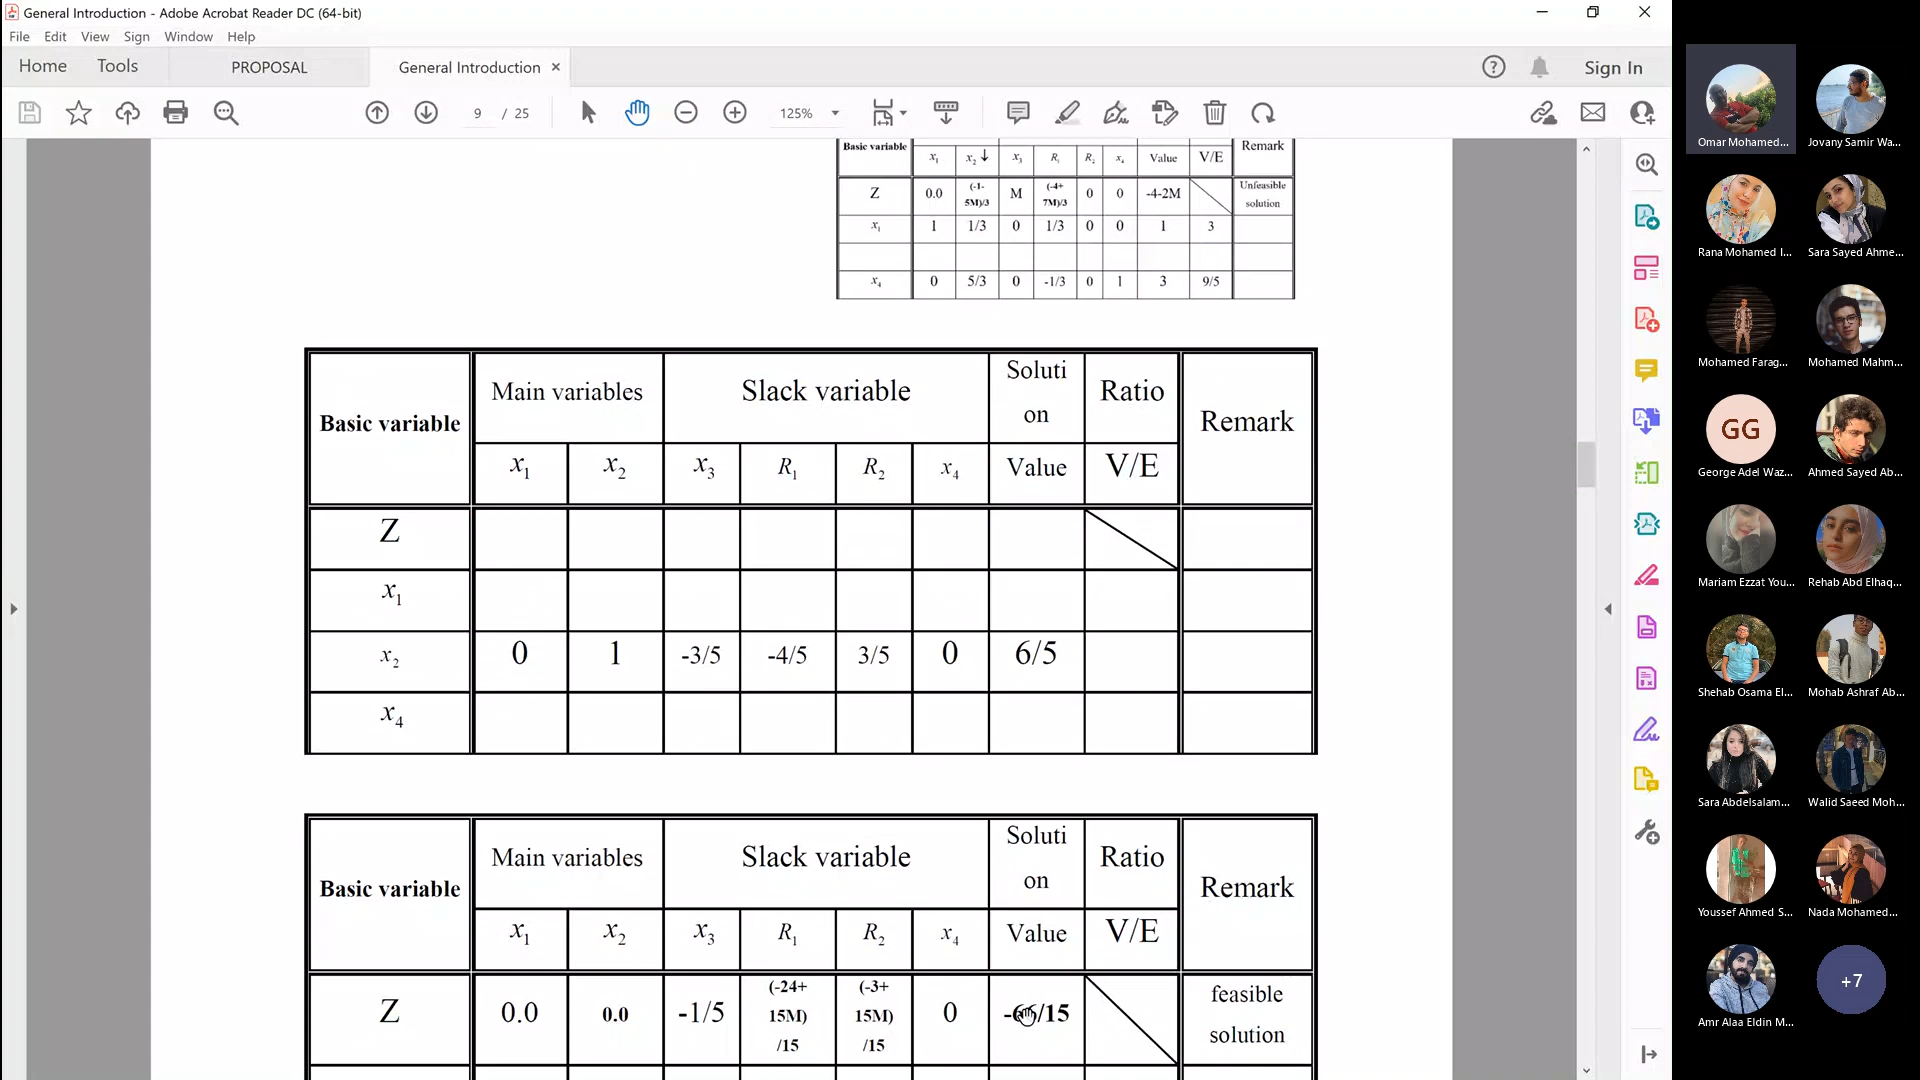 General Introduction - Adobe Acrobat Reader DC (64-bit)
File Edit View Sign Window Help
Home Tools PROPOSAL General Introduction × Sign In
9 / 25 125%
Basic variable x1 x2 ↓ x3 R1 R2 x4 Value V/E Remark
Z 0.0 (-1-5M)/3 M (-4+7M)/3 0 0 -4-2M Unfeasible solution
x1 1 1/3 0 1/3 0 0 1 3
x4 0 5/3 0 -1/3 0 1 3 9/5
Basic variable Main variables Slack variable Soluti on Ratio Remark
x1 x2 x3 R1 R2 x4 Value V/E
Z
x1
x2 0 1 -3/5 -4/5 3/5 0 6/5
x4
Basic variable Main variables Slack variable Soluti on Ratio Remark
x1 x2 x3 R1 R2 x4 Value V/E
Z 0.0 0.0 -1/5 (-24+15M)/15 (-3+15M)/15 0 /15 feasible solution
Omar Mohamed... Jovany Samir Wa...
Rana Mohamed I... Sara Sayed Ahme...
Mohamed Farag... Mohamed Mahm...
GG
George Adel Waz... Ahmed Sayed Ab...
Mariam Ezzat You... Rehab Abd Elhaq...
Shehab Osama El... Mohab Ashraf Ab...
Sara Abdelsalam... Walid Saeed Moh...
Youssef Ahmed S... Nada Mohamed...
Amr Alaa Eldin M... +7